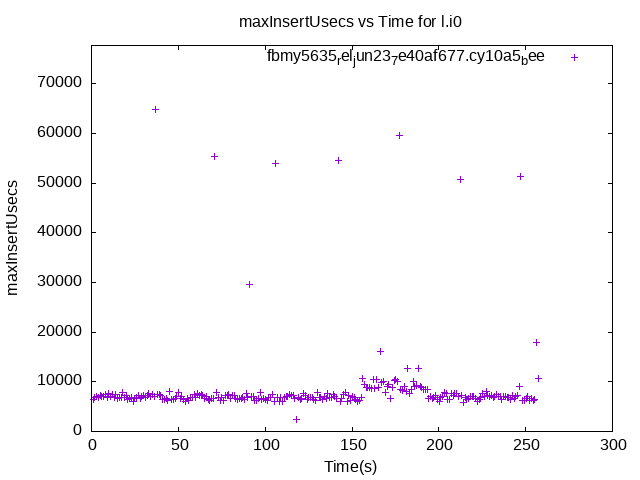 maxInsertUsecs vs Time for l.i0
fbmy5635_rel_jun23_7e40af677.cy10a5_bee
70000
60000
50000
40000
30000
20000
10000
0
maxInsertUsecs
0 50 100 150 200 250 300
Time(s)